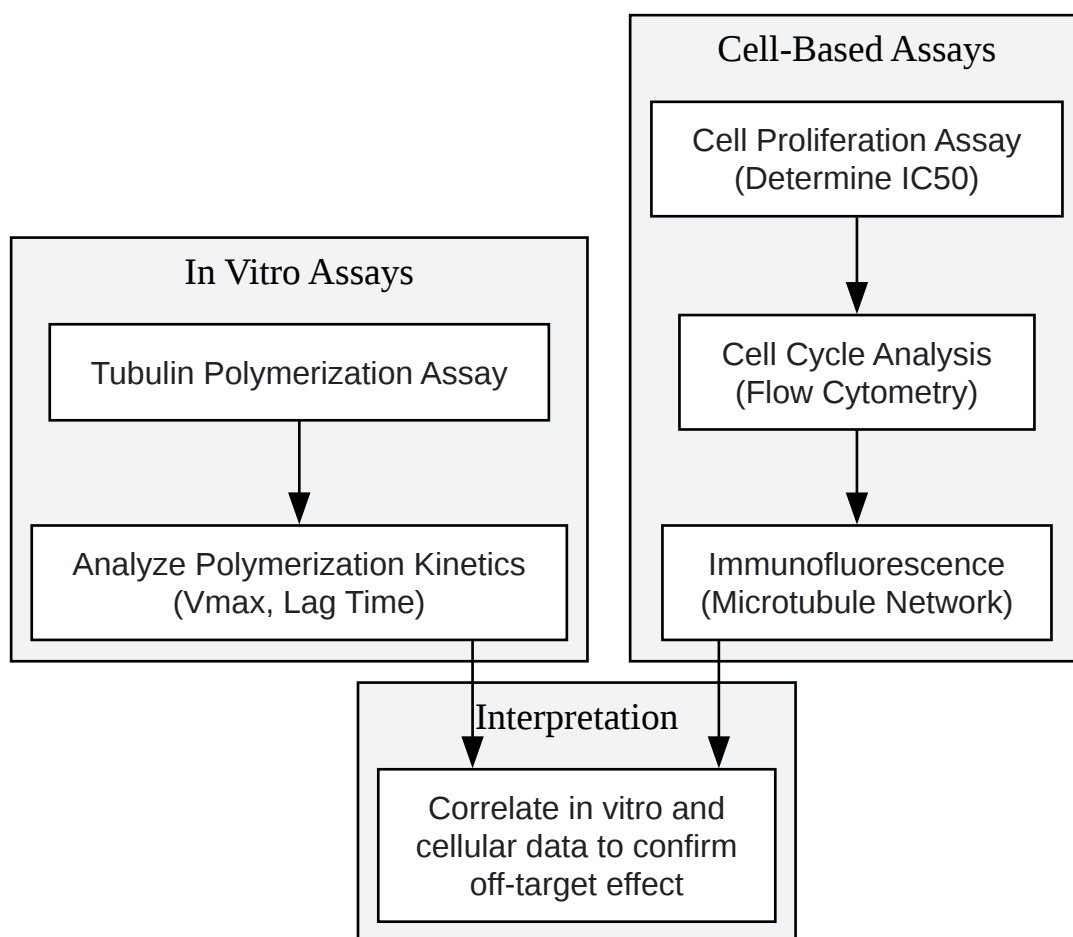 Cell-Based Assays
Cell Proliferation Assay
(Determine IC50)
Cell Cycle Analysis
(Flow Cytometry)
Immunofluorescence
(Microtubule Network)
In Vitro Assays
Tubulin Polymerization Assay
Analyze Polymerization Kinetics
(Vmax, Lag Time)
Interpretation
Correlate in vitro and
cellular data to confirm
off-target effect